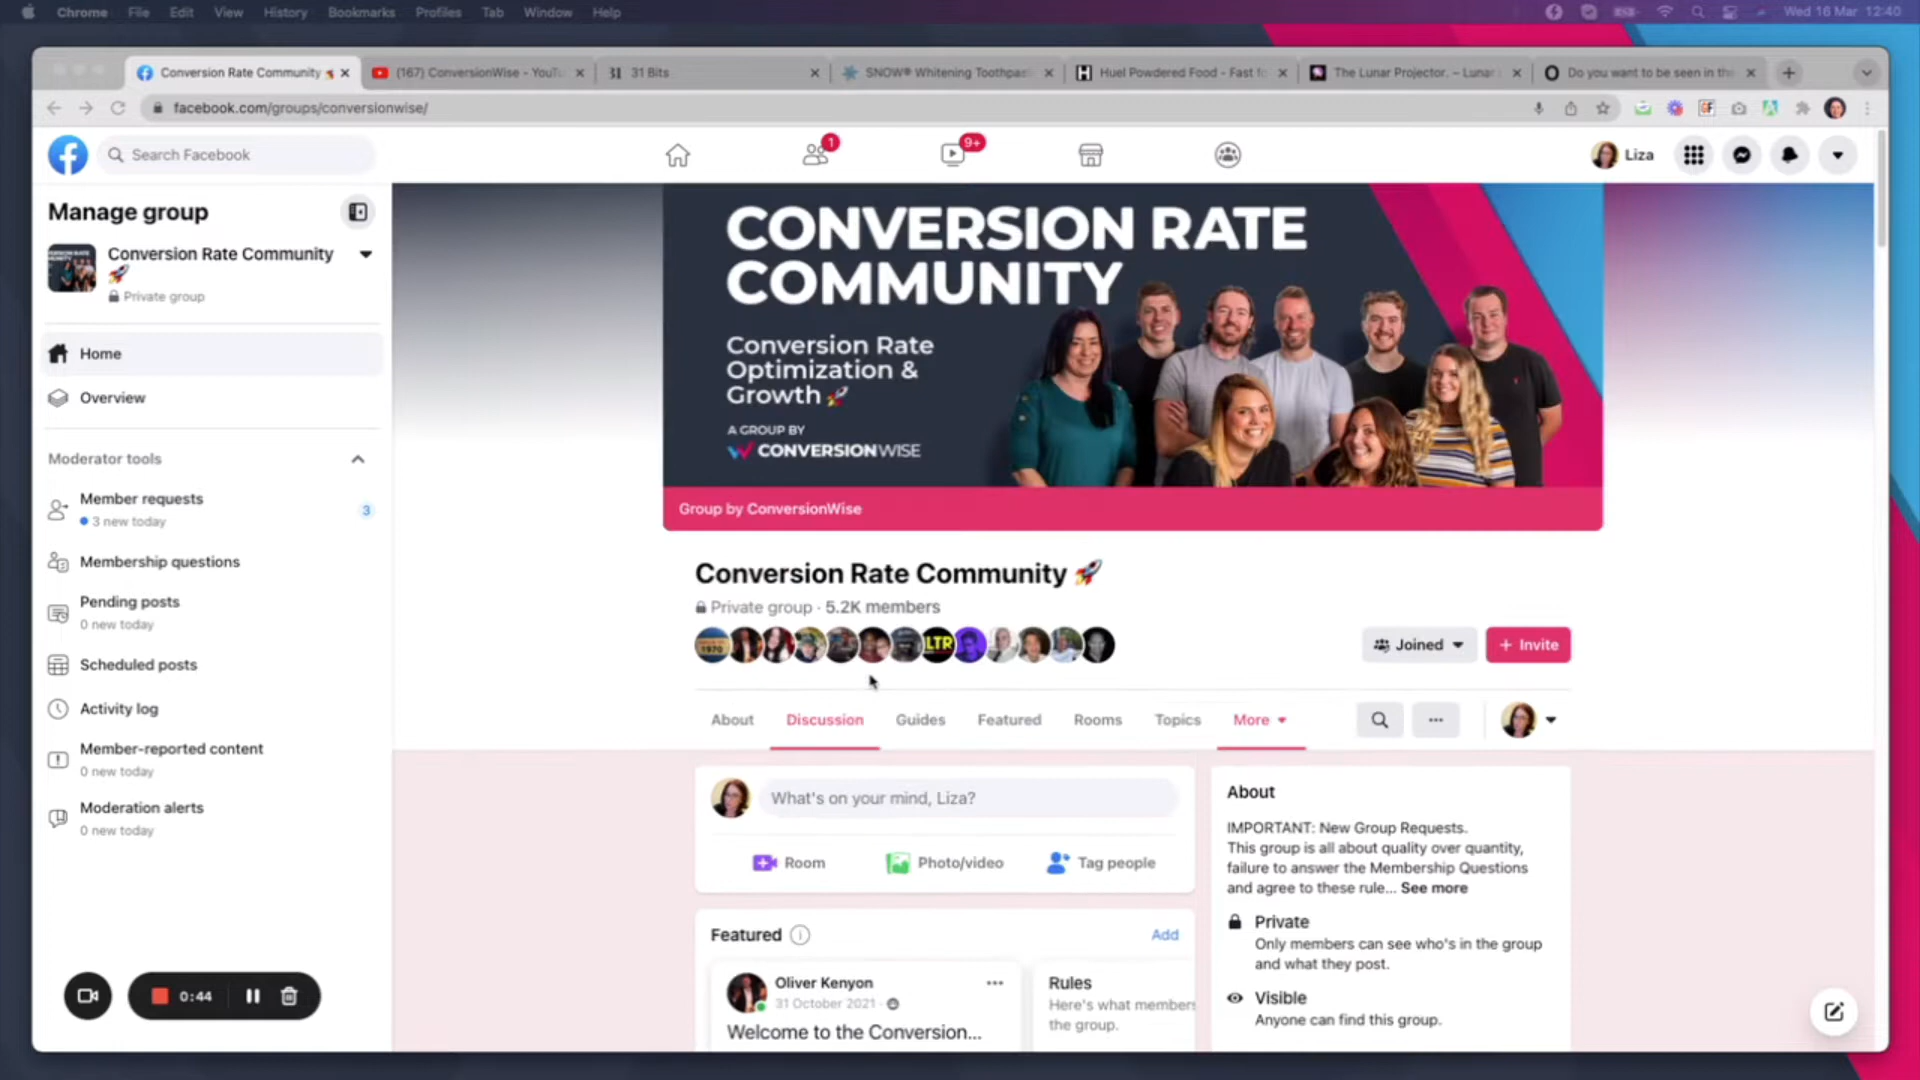 Chrome File Edit View History Bookmarks Profiles Tab Window Help
Wed 16 Mar 12:40
Conversion Rate Community 🚀
(167) ConversionWise - YouTu
31 Bits
SNOW® Whitening Toothpas
Huel Powdered Food - Fast fo
The Lunar Projector. – Lunar
Do you want to be seen in the
facebook.com/groups/conversionwise/
Search Facebook
1
9+
Liza
Manage group
Conversion Rate Community
🚀
Private group
Home
Overview
Moderator tools
Member requests
3 new today
3
Membership questions
Pending posts
0 new today
Scheduled posts
Activity log
Member-reported content
0 new today
Moderation alerts
0 new today
0:44
CONVERSION RATE
COMMUNITY
Conversion Rate
Optimization &
Growth 🚀
A GROUP BY
CONVERSIONWISE
Group by ConversionWise
Conversion Rate Community 🚀
Private group · 5.2K members
1970
LTR
Joined
+ Invite
About
Discussion
Guides
Featured
Rooms
Topics
More
What's on your mind, Liza?
Room
Photo/video
Tag people
Featured
Add
Oliver Kenyon
31 October 2021 ·
Welcome to the Conversion...
Rules
Here's what members
the group.
About
IMPORTANT: New Group Requests.
This group is all about quality over quantity,
failure to answer the Membership Questions
and agree to these rule... See more
Private
Only members can see who's in the group
and what they post.
Visible
Anyone can find this group.